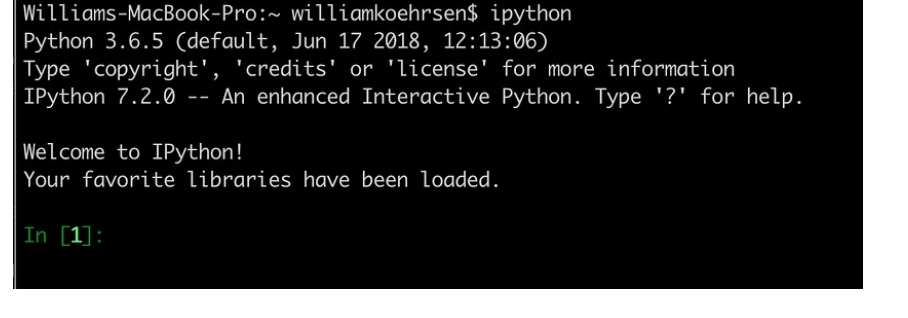 Williams-MacBook-Pro:~ williamkoehrsen$ ipython
Python 3.6.5 (default, Jun 17 2018, 12:13:06)
Type 'copyright', 'credits' or 'license' for more information
IPython 7.2.0 -- An enhanced Interactive Python. Type '?' for help.
Welcome to IPython!
Your favorite libraries have been loaded.
In [1]: